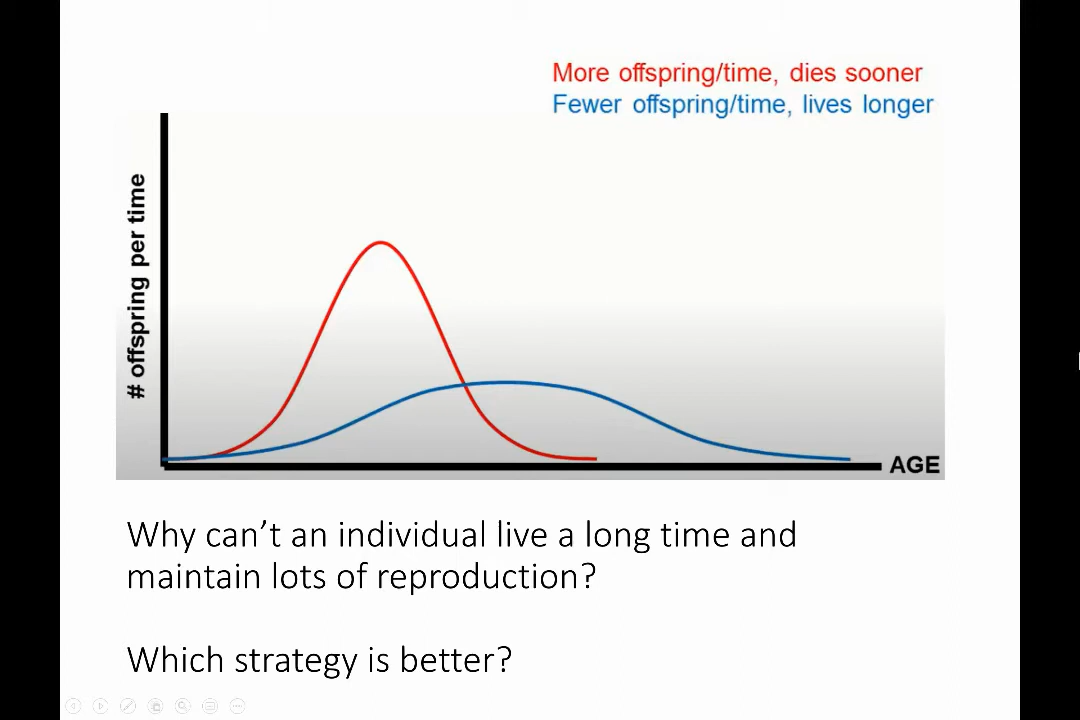 More offspring/time, dies sooner
Fewer offspring/time, lives longer
# offspring per time
AGE
Why can’t an individual live a long time and
maintain lots of reproduction?
Which strategy is better?